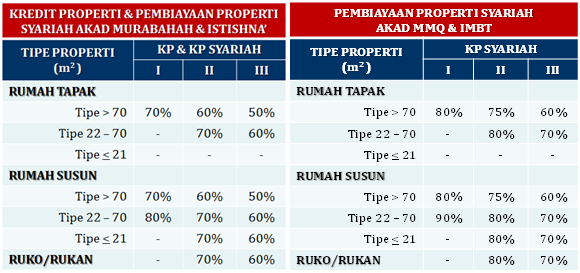 KREDIT PROPERTI & PEMBIAYAAN PROPERTI
SYARIAH AKAD MURABAHAH & ISTISHNA'
TIPE PROPERTI
(m²)
KP & KP SYARIAH
I II III
RUMAH TAPAK
Tipe > 70 70% 60% 50%
Tipe 22 – 70 - 70% 60%
Tipe ≤ 21 - - -
RUMAH SUSUN
Tipe > 70 70% 60% 50%
Tipe 22 – 70 80% 70% 60%
Tipe ≤ 21 - 70% 60%
RUKO/RUKAN - 70% 60%
PEMBIAYAAN PROPERTI SYARIAH
AKAD MMQ & IMBT
TIPE PROPERTI
(m²)
KP SYARIAH
I II III
RUMAH TAPAK
Tipe > 70 80% 75% 60%
Tipe 22 – 70 - 80% 70%
Tipe ≤ 21 - - -
RUMAH SUSUN
Tipe > 70 80% 75% 60%
Tipe 22 – 70 90% 80% 70%
Tipe ≤ 21 - 80% 70%
RUKO/RUKAN - 80% 70%